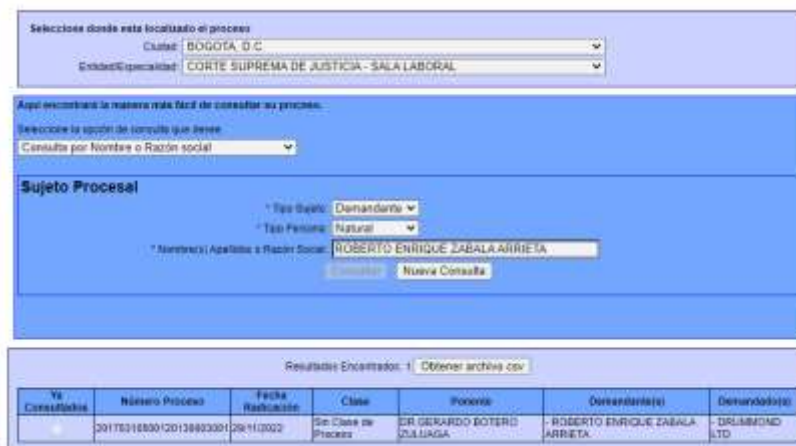 Seleccione donde esta localizado el proceso
Ciudad: BOGOTA, D.C.
Entidad/Especialidad: CORTE SUPREMA DE JUSTICIA - SALA LABORAL
Aquí encontrará la manera más fácil de consultar su proceso.
Seleccione la opción de consulta que desee:
Consulta por Nombre o Razón social
Sujeto Procesal
* Tipo Sujeto: Demandante
* Tipo Persona: Natural
* Nombre(s) Apellidos o Razón Social: ROBERTO ENRIQUE ZABALA ARRIETA
Consultar Nueva Consulta
Resultados Encontrados: 1 Obtener archivo csv
Ya Consultados Número Proceso Fecha Radicación Clase Ponente Demandante(s) Demandado(s)
29/11/2022 Sin Clase de Proceso DR GERARDO BOTERO ZULUAGA - ROBERTO ENRIQUE ZABALA ARRIETA - DRUMMOND LTD